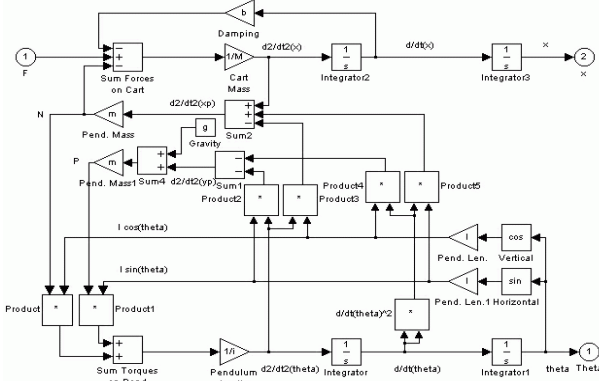 b
Damping
1
F
−
+
−
Sum Forces
on Cart
d2/dt2(x)
1/M
Cart
Mass
1
s
Integrator2
d/dt(x)
1
s
Integrator3
x
2
x
N
m
Pend. Mass
d2/dt2(xp)
+
+
−
Sum2
g
Gravity
P
m
Pend. Mass1
+
+
Sum4
d2/dt2(yp)
−
−
Sum1
Product2
*
*
Product3
Product4
*
*
Product5
l cos(theta)
l
Pend. Len.
cos
Vertical
l sin(theta)
l
Pend. Len.1
sin
Horizontal
Product
*
*
Product1
d/dt(theta)^2
*
+
+
Sum Torques
1/i
Pendulum
d2/dt2(theta)
1
s
Integrator
d/dt(theta)
1
s
Integrator1
theta
1
Theta